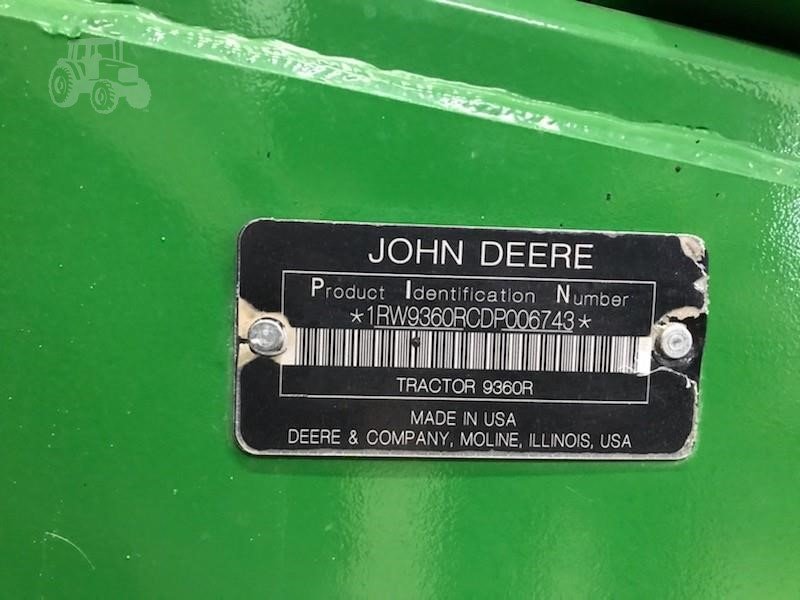 JOHN DEERE
Product Identification Number
*1RW9360RCDP006743*
TRACTOR 9360R
MADE IN USA
DEERE & COMPANY, MOLINE, ILLINOIS, USA